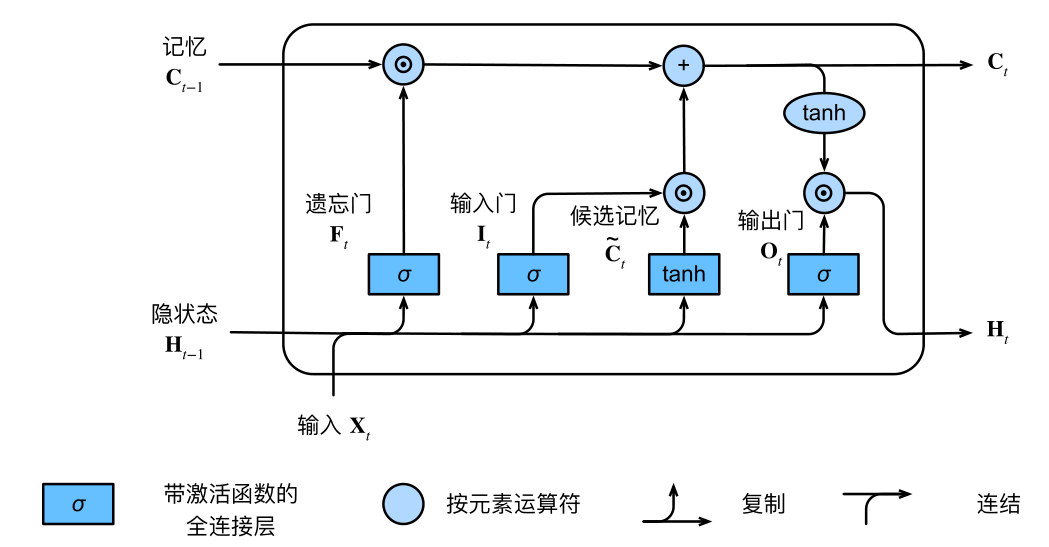 记忆
C_{t−1}
⊙
+
C_t
tanh
遗忘门
F_t
输入门
I_t
⊙
候选记忆
C̃_t
输出门
O_t
⊙
σ
σ
tanh
σ
隐状态
H_{t−1}
H_t
输入 X_t
σ
带激活函数的
全连接层
按元素运算符
复制
连结